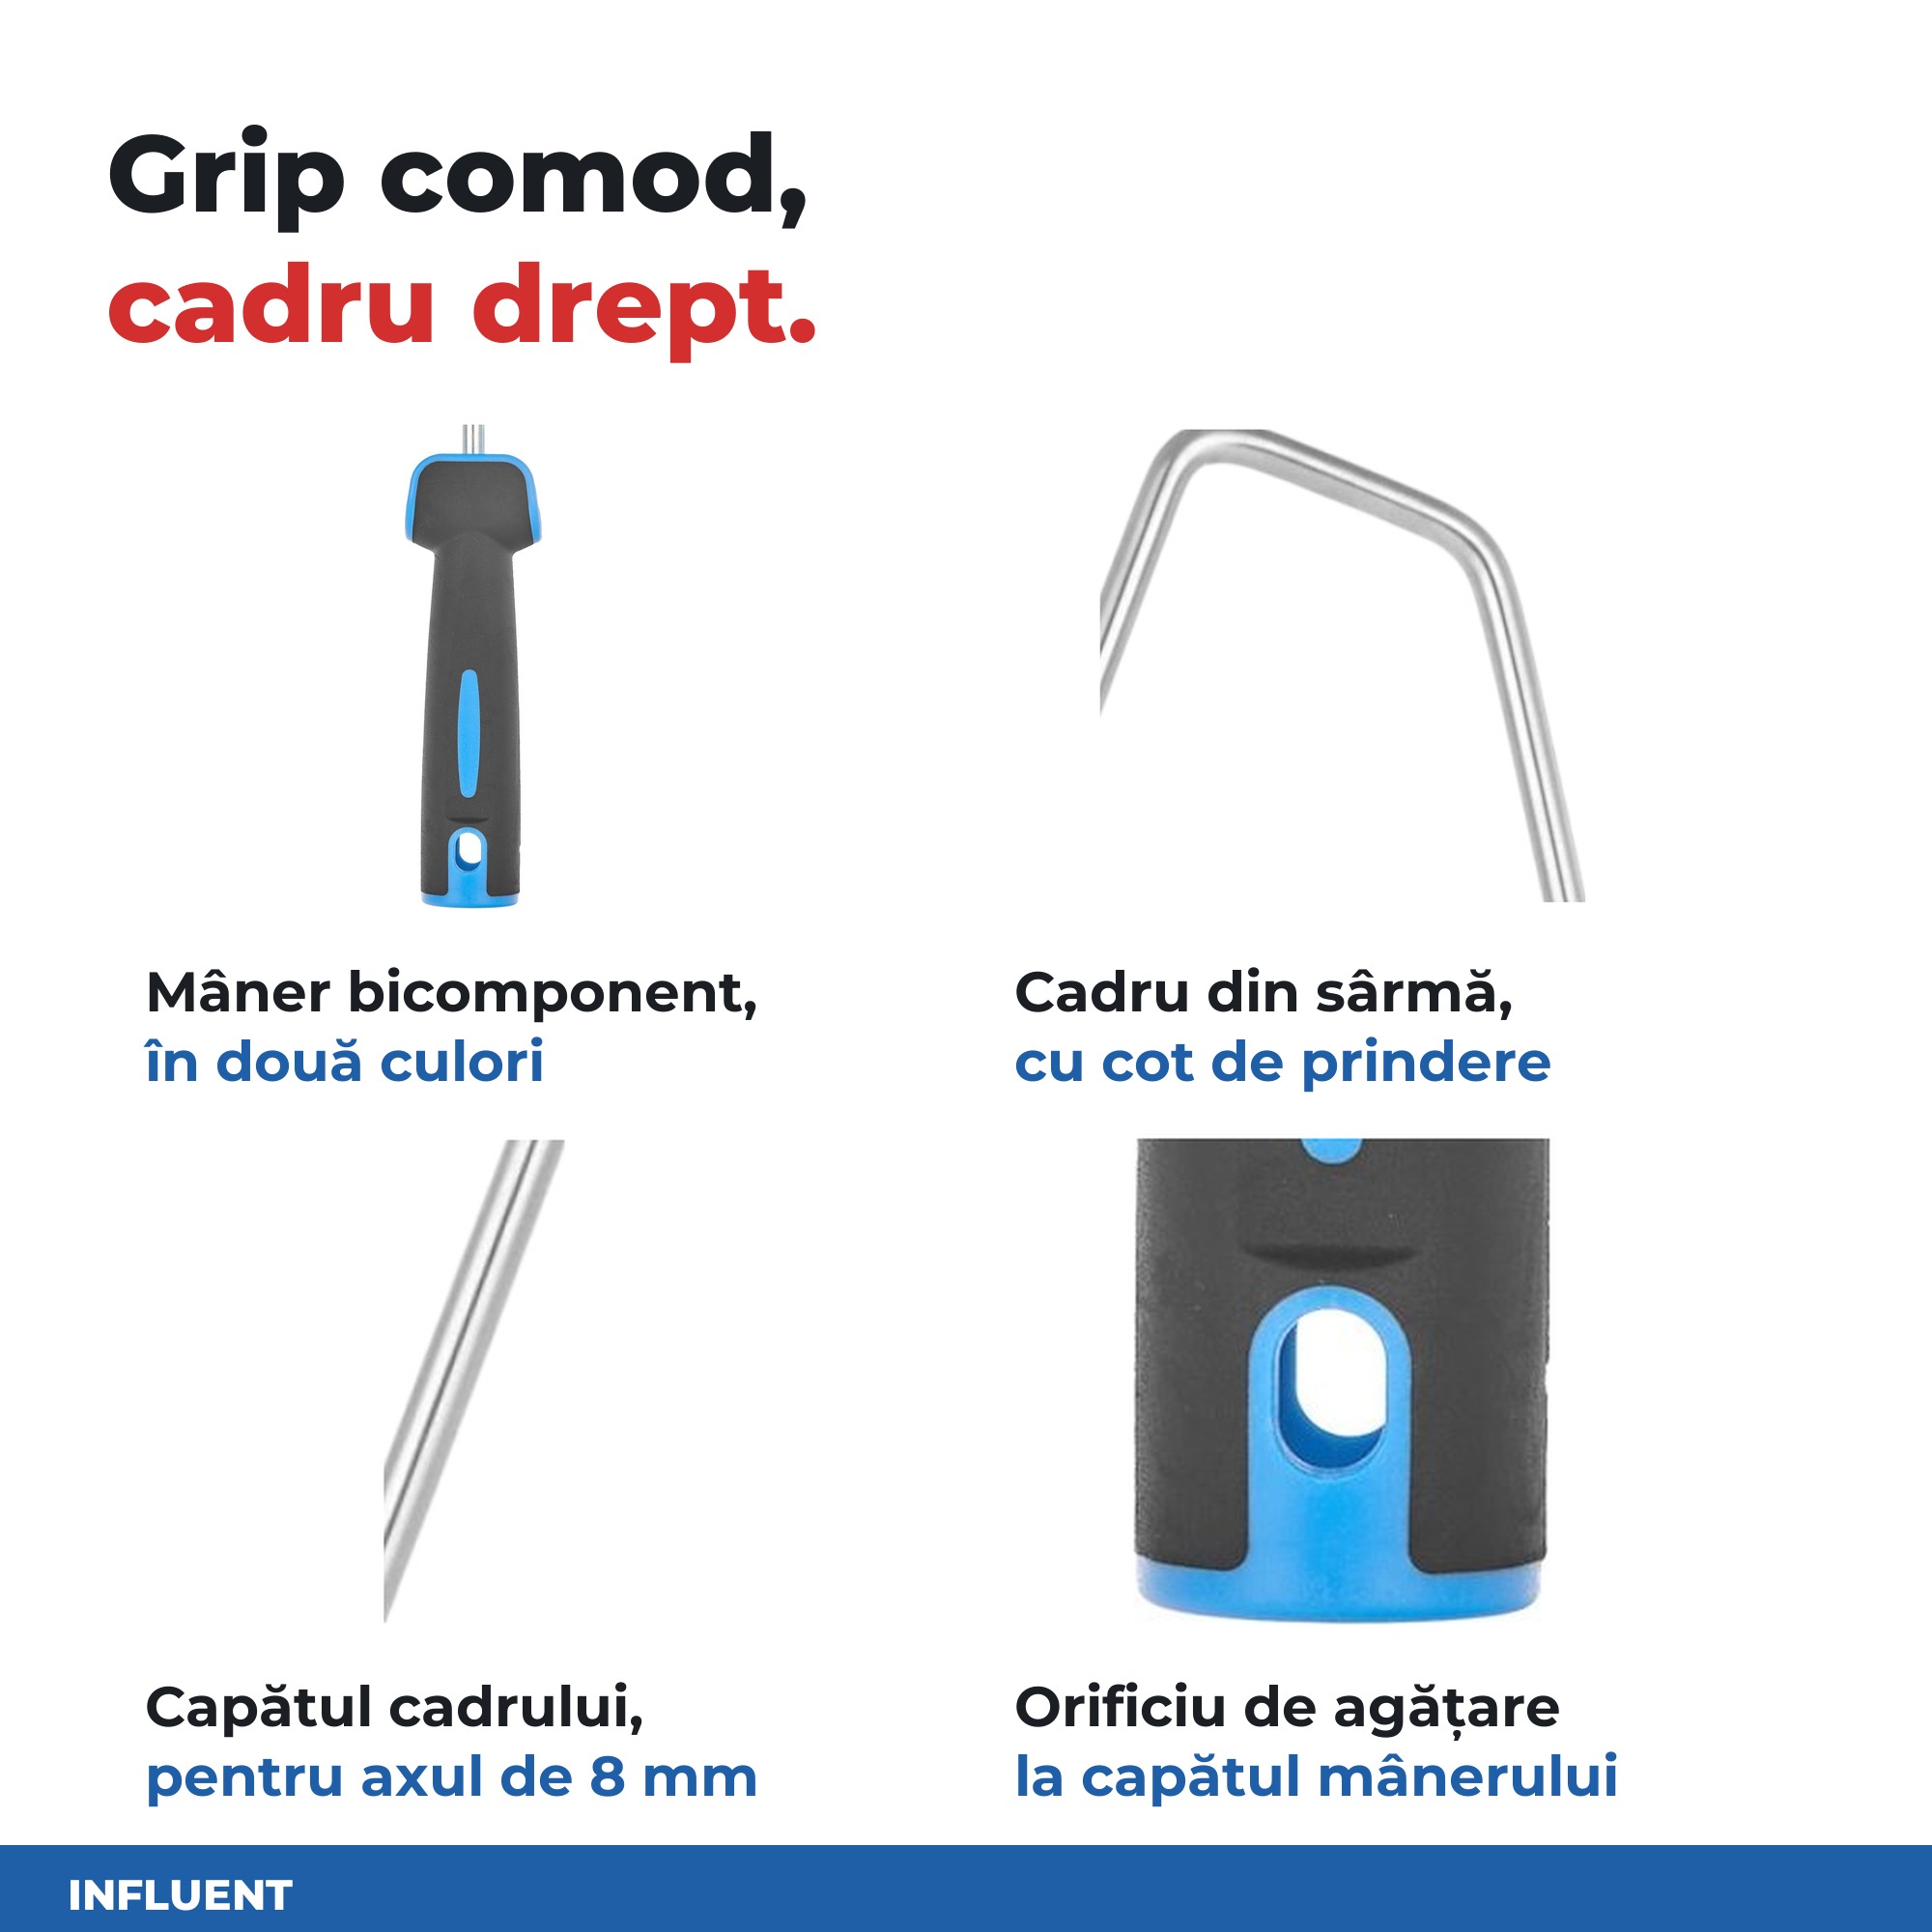 Grip comod,
cadru drept.
Mâner bicomponent,
în două culori
Cadru din sârmă,
cu cot de prindere
Capătul cadrului,
pentru axul de 8 mm
Orificiu de agățare
la capătul mânerului
INFLUENT